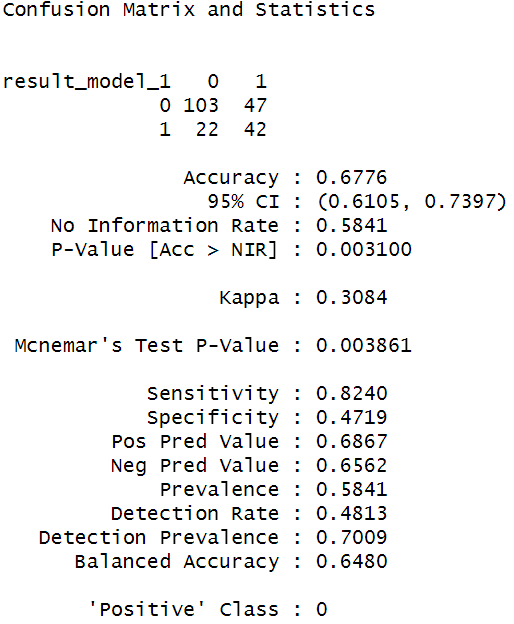 Confusion Matrix and Statistics
result_model_1 0 1
0 103 47
1 22 42
Accuracy : 0.6776
95% CI : (0.6105, 0.7397)
No Information Rate : 0.5841
P-Value [Acc > NIR] : 0.003100
Kappa : 0.3084
Mcnemar's Test P-Value : 0.003861
Sensitivity : 0.8240
Specificity : 0.4719
Pos Pred Value : 0.6867
Neg Pred Value : 0.6562
Prevalence : 0.5841
Detection Rate : 0.4813
Detection Prevalence : 0.7009
Balanced Accuracy : 0.6480
'Positive' Class : 0